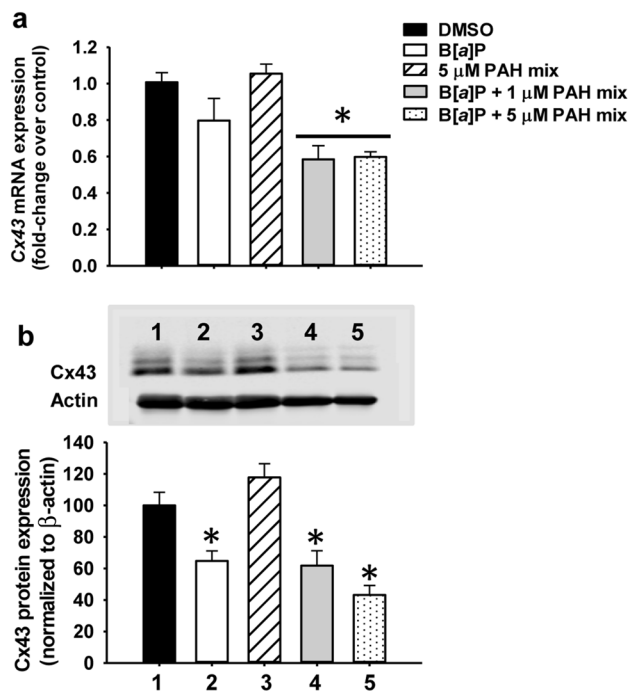 a
DMSO
B[a]P
5 μM PAH mix
B[a]P + 1 μM PAH mix
B[a]P + 5 μM PAH mix
Cx43 mRNA expression
(fold-change over control)
1.2
1.0
0.8
0.6
0.4
0.2
0.0
*
b
1 2 3 4 5
Cx43
Actin
Cx43 protein expression
(normalized to β-actin)
140
120
100
80
60
40
20
0
* * *
1 2 3 4 5